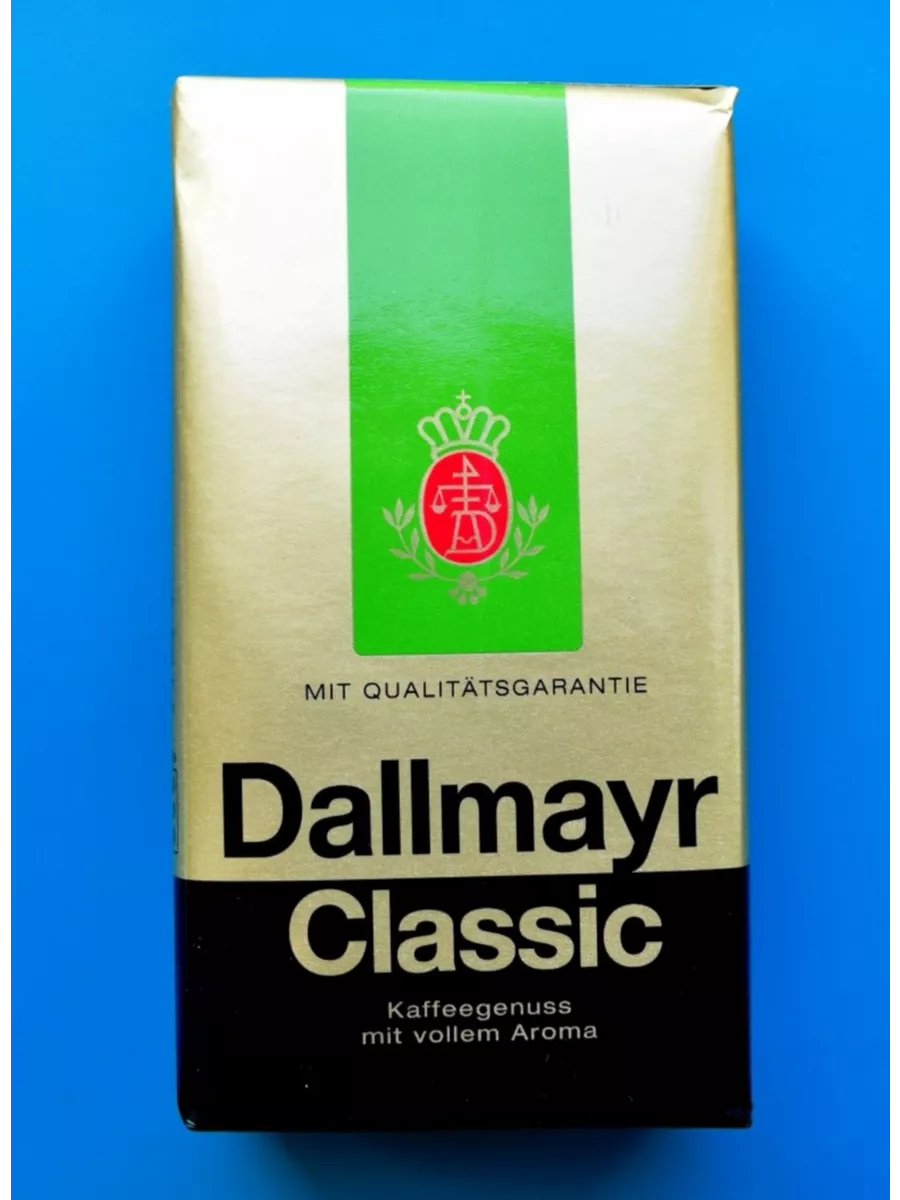 MIT QUALITÄTSGARANTIE
Dallmayr
Classic
Kaffeegenuss
mit vollem Aroma